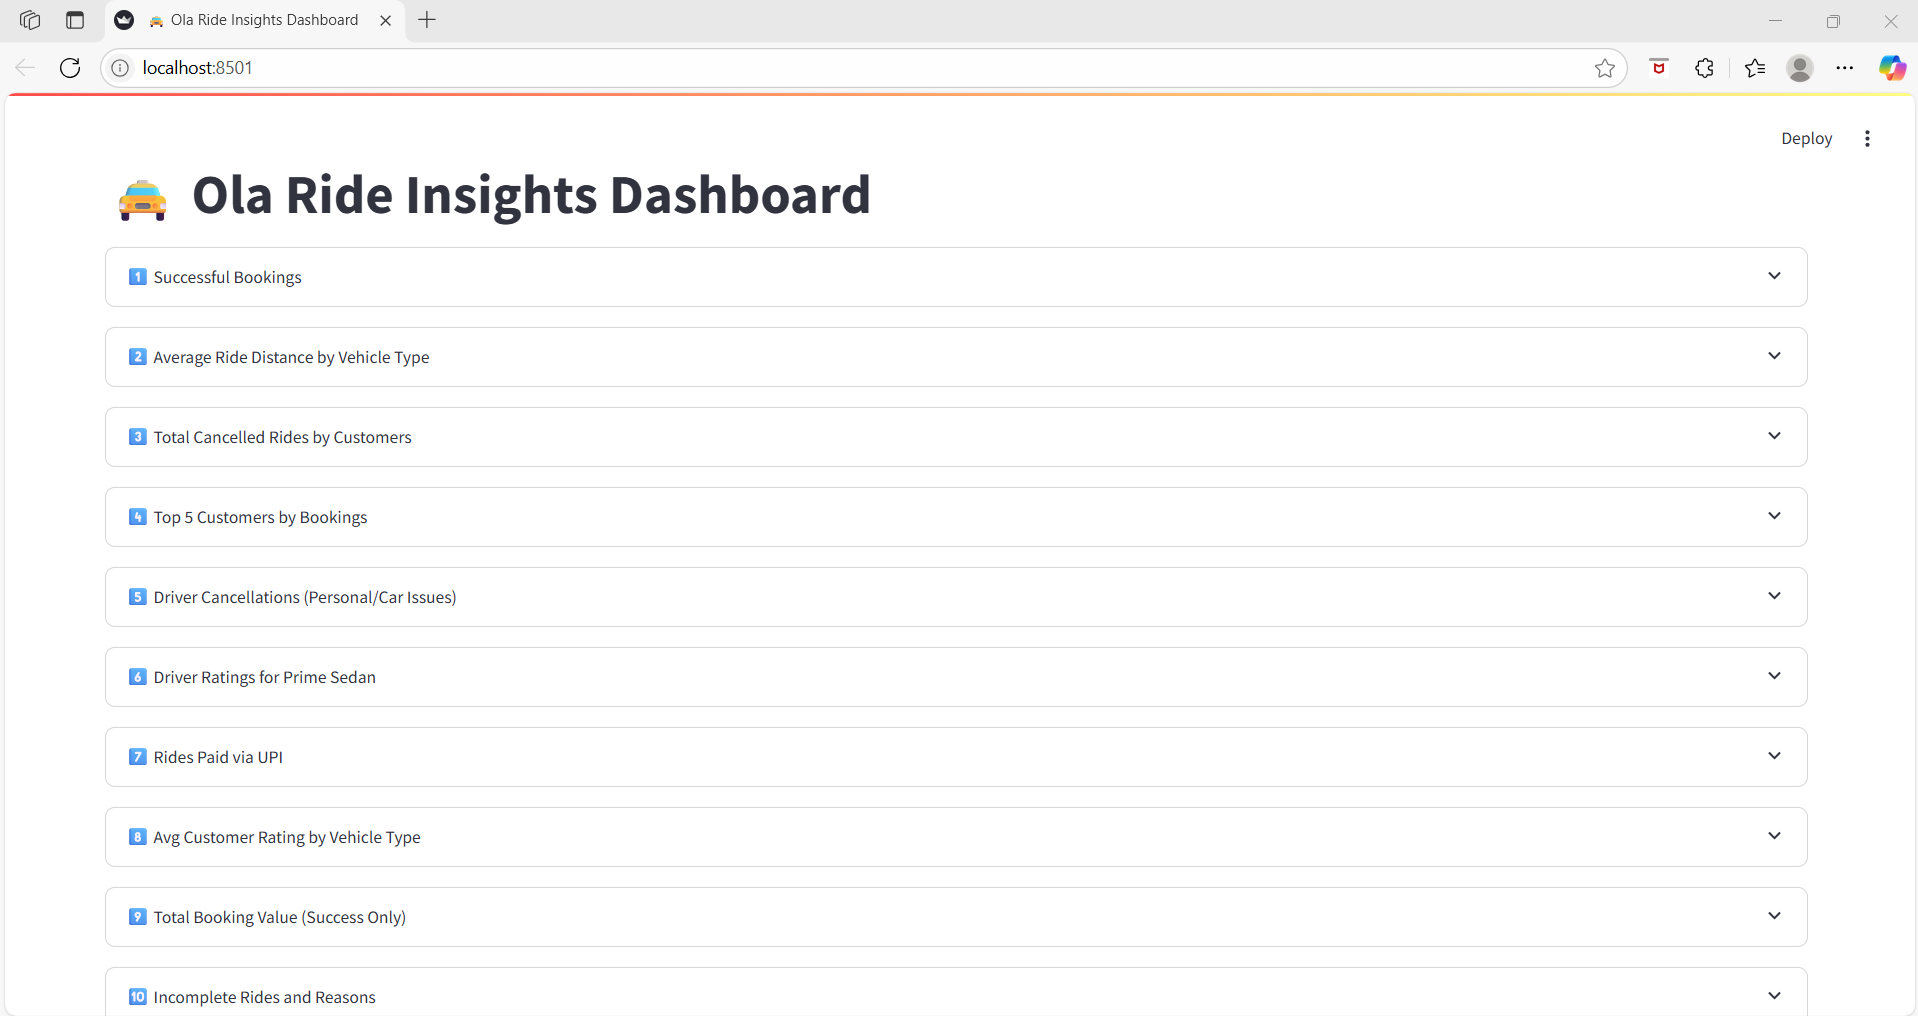 Ola Ride Insights Dashboard
localhost:8501
Deploy
Ola Ride Insights Dashboard
1 Successful Bookings
2 Average Ride Distance by Vehicle Type
3 Total Cancelled Rides by Customers
4 Top 5 Customers by Bookings
5 Driver Cancellations (Personal/Car Issues)
6 Driver Ratings for Prime Sedan
7 Rides Paid via UPI
8 Avg Customer Rating by Vehicle Type
9 Total Booking Value (Success Only)
10 Incomplete Rides and Reasons